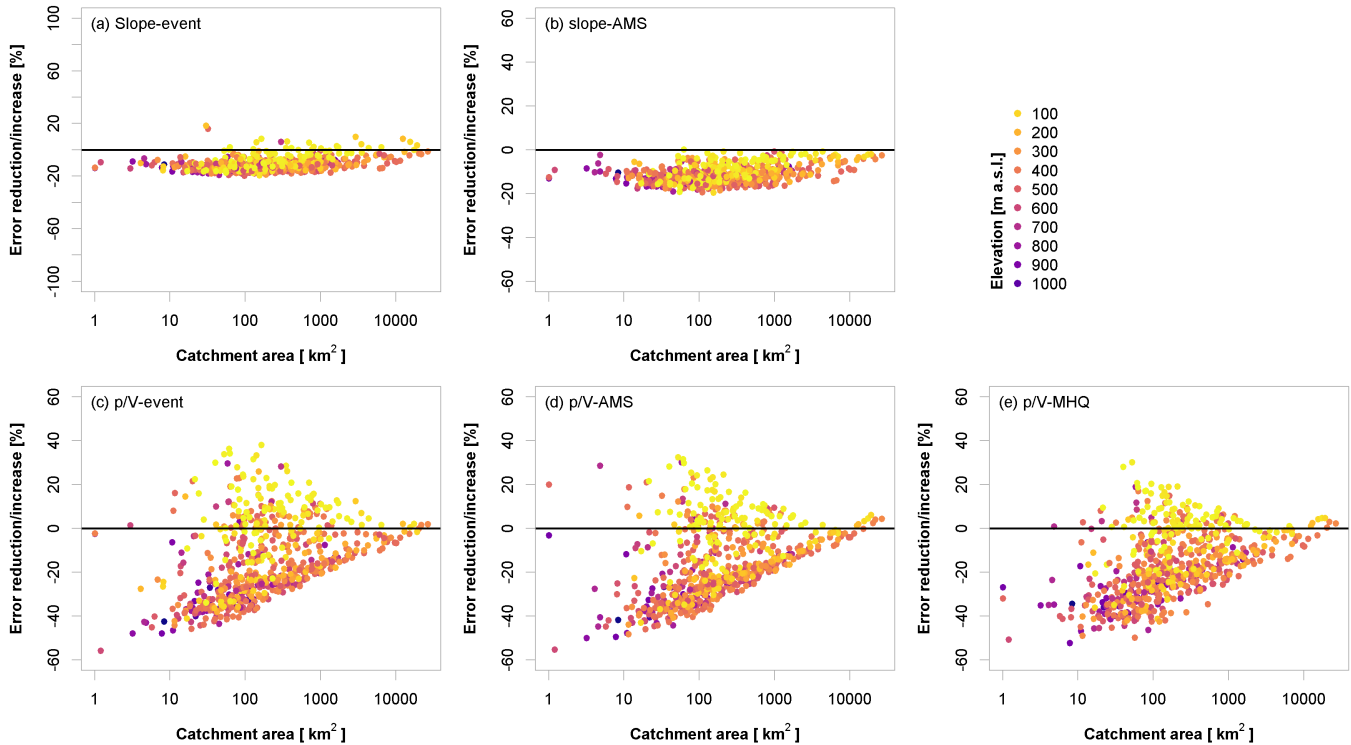 (a) Slope-event
Error reduction/increase [%]
100
60
20
-20
-60
-100
1 10 100 1000 10000
Catchment area [ km2 ]
(b) slope-AMS
Error reduction/increase [%]
60
40
20
0
-20
-40
-60
1 10 100 1000 10000
Catchment area [ km2 ]
Elevation [m a.s.l.]
100
200
300
400
500
600
700
800
900
1000
(c) p/V-event
Error reduction/increase [%]
60
40
20
0
-20
-40
-60
1 10 100 1000 10000
Catchment area [ km2 ]
(d) p/V-AMS
Error reduction/increase [%]
60
40
20
0
-20
-40
-60
1 10 100 1000 10000
Catchment area [ km2 ]
(e) p/V-MHQ
Error reduction/increase [%]
60
40
20
0
-20
-40
-60
1 10 100 1000 10000
Catchment area [ km2 ]